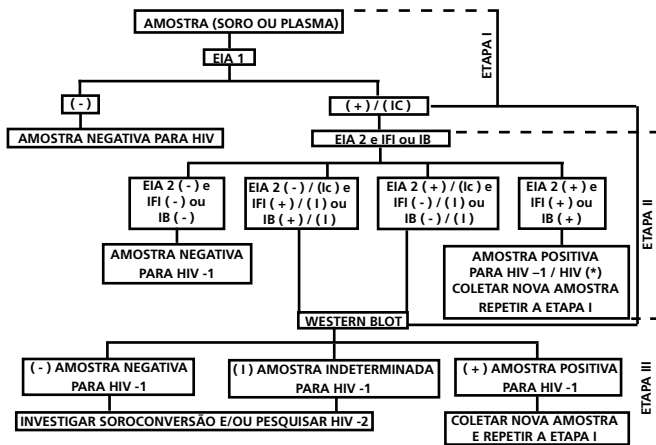 AMOSTRA (SORO OU PLASMA)
EIA 1
ETAPA I
( - )
( + ) / ( IC )
AMOSTRA NEGATIVA PARA HIV
EIA 2 e IFI ou IB
EIA 2 ( - ) e
IFI ( - ) ou
IB ( - )
EIA 2 ( - ) / (Ic) e
IFI ( + ) / ( I ) ou
IB ( + ) / ( I )
EIA 2 ( + ) / (Ic) e
IFI ( - ) / ( I ) ou
IB ( - ) / ( I )
EIA 2 ( + ) e
IFI ( + ) ou
IB ( + )
ETAPA II
AMOSTRA NEGATIVA
PARA HIV -1
AMOSTRA POSITIVA
PARA HIV –1 / HIV (*)
COLETAR NOVA AMOSTRA
REPETIR A ETAPA I
WESTERN BLOT
( - ) AMOSTRA NEGATIVA
PARA HIV -1
( I ) AMOSTRA INDETERMINADA
PARA HIV -1
( + ) AMOSTRA POSITIVA
PARA HIV -1
ETAPA III
INVESTIGAR SOROCONVERSÃO E/OU PESQUISAR HIV -2
COLETAR NOVA AMOSTRA
E REPETIR A ETAPA I